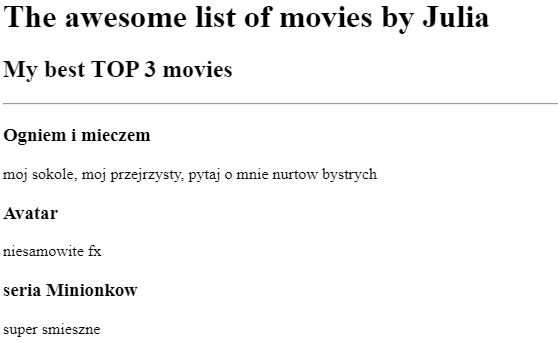 The awesome list of movies by Julia
My best TOP 3 movies
Ogniem i mieczem
moj sokole, moj przejrzysty, pytaj o mnie nurtow bystrych
Avatar
niesamowite fx
seria Minionkow
super smieszne